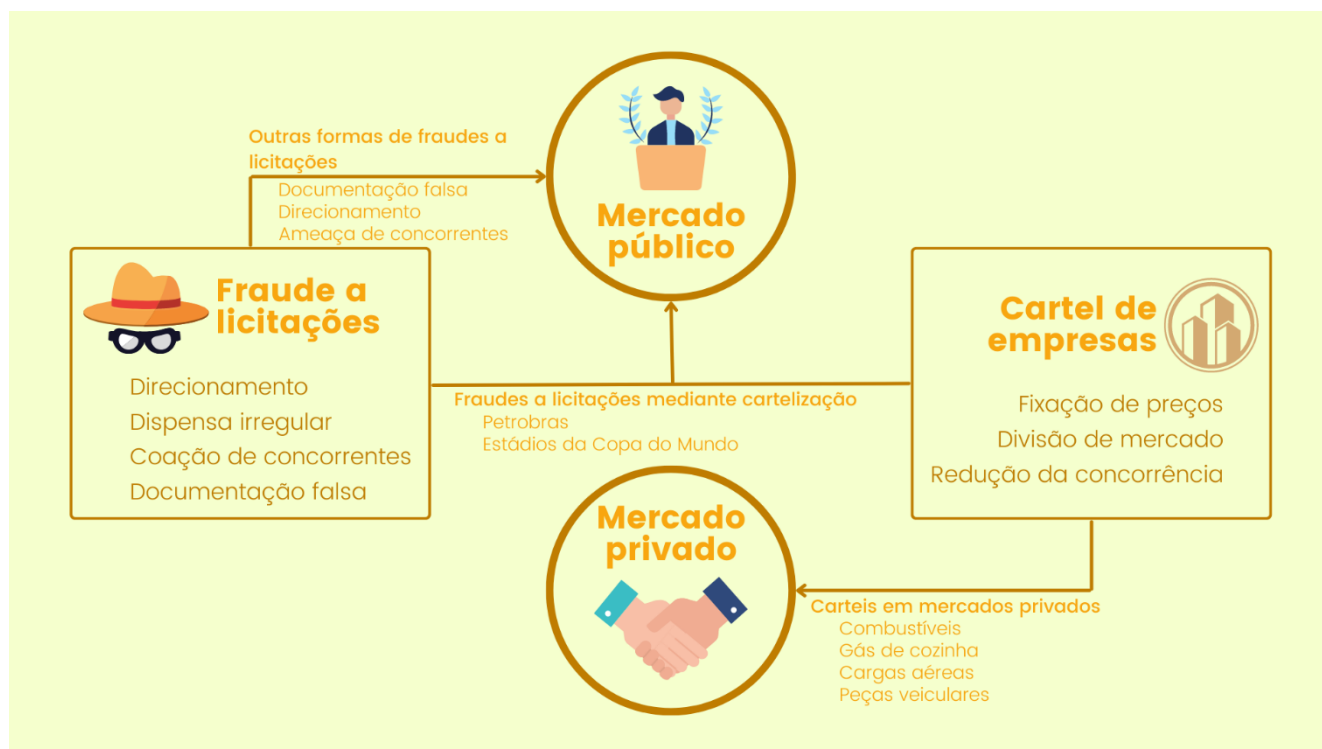 Outras formas de fraudes a
licitações
Documentação falsa
Direcionamento
Ameaça de concorrentes
Mercado
público
Fraude a
licitações
Direcionamento
Dispensa irregular
Coação de concorrentes
Documentação falsa
Fraudes a licitações mediante cartelização
Petrobras
Estádios da Copa do Mundo
Cartel de
empresas
Fixação de preços
Divisão de mercado
Redução da concorrência
Mercado
privado
Carteis em mercados privados
Combustíveis
Gás de cozinha
Cargas aéreas
Peças veiculares